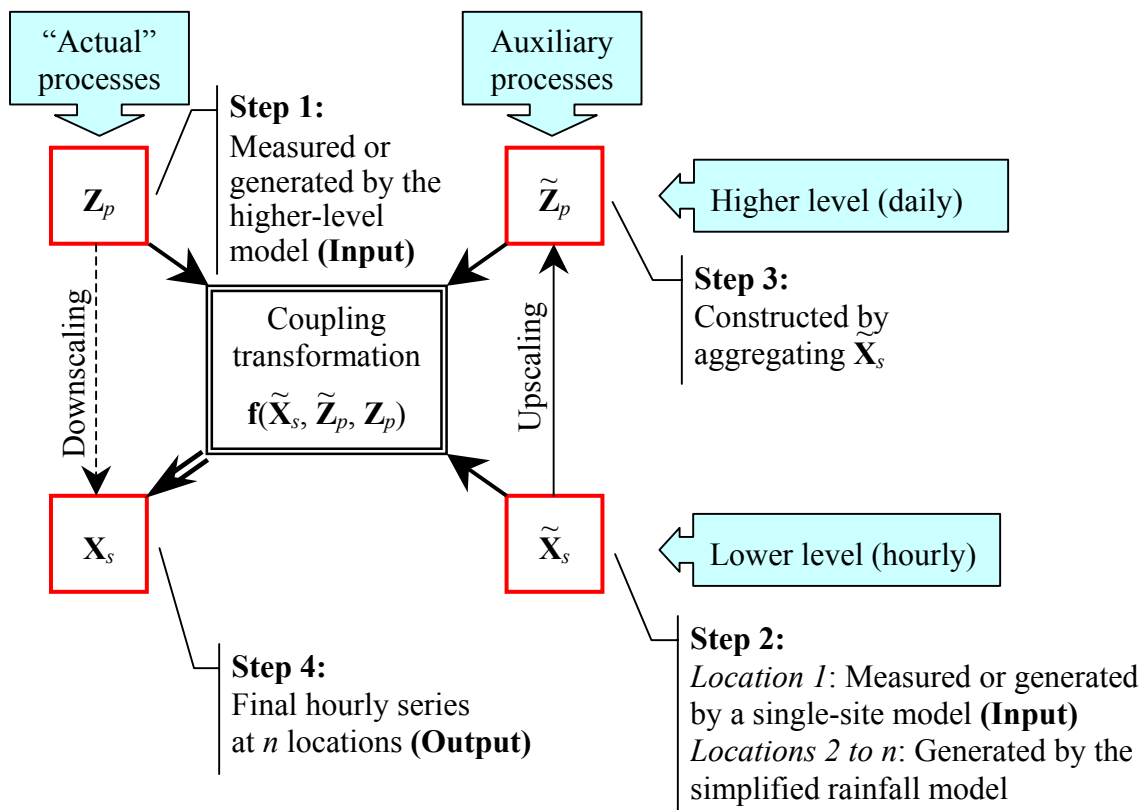 “Actual”
processes
Auxiliary
processes
Step 1:
Measured or
generated by the
higher-level
model (Input)
Zₚ
Z̃ₚ
Higher level (daily)
Step 3:
Constructed by
aggregating X̃ₛ
Downscaling
Coupling
transformation
f(X̃ₛ, Z̃ₚ, Zₚ)
Upscaling
Xₛ
X̃ₛ
Lower level (hourly)
Step 4:
Final hourly series
at n locations (Output)
Step 2:
Location 1: Measured or generated
by a single-site model (Input)
Locations 2 to n: Generated by the
simplified rainfall model